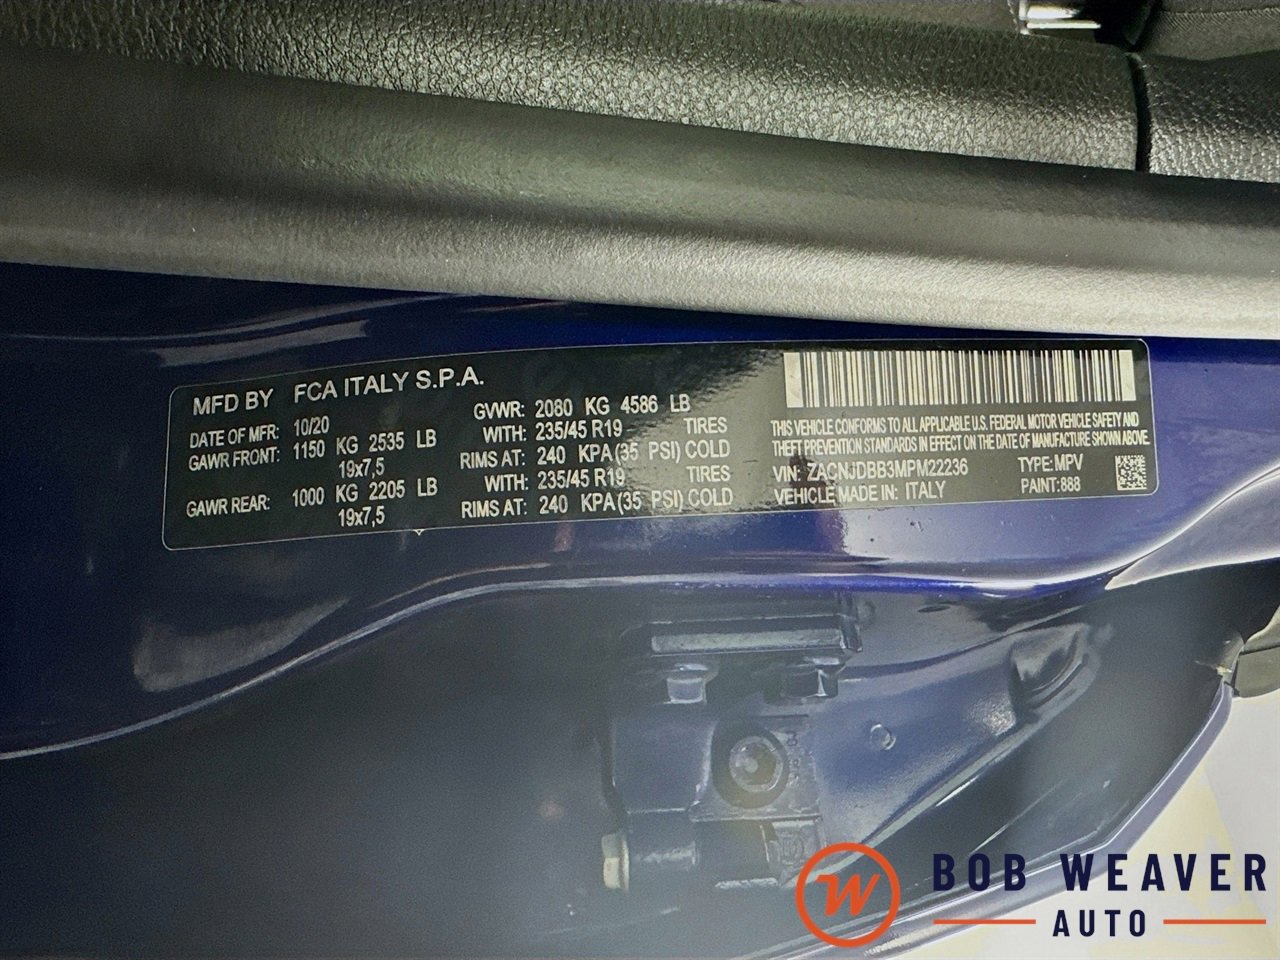 MFD BY FCA ITALY S.P.A.
DATE OF MFR: 10/20 GVWR: 2080 KG 4586 LB
GAWR FRONT: 1150 KG 2535 LB WITH: 235/45 R19 TIRES
19x7,5 RIMS AT: 240 KPA(35 PSI) COLD
GAWR REAR: 1000 KG 2205 LB WITH: 235/45 R19 TIRES
19x7,5 RIMS AT: 240 KPA(35 PSI) COLD
THIS VEHICLE CONFORMS TO ALL APPLICABLE U.S. FEDERAL MOTOR VEHICLE SAFETY AND
THEFT PREVENTION STANDARDS IN EFFECT ON THE DATE OF MANUFACTURE SHOWN ABOVE.
VIN: ZACNJDBB3MPM22236 TYPE: MPV
VEHICLE MADE IN: ITALY PAINT: 888
W BOB WEAVER
AUTO